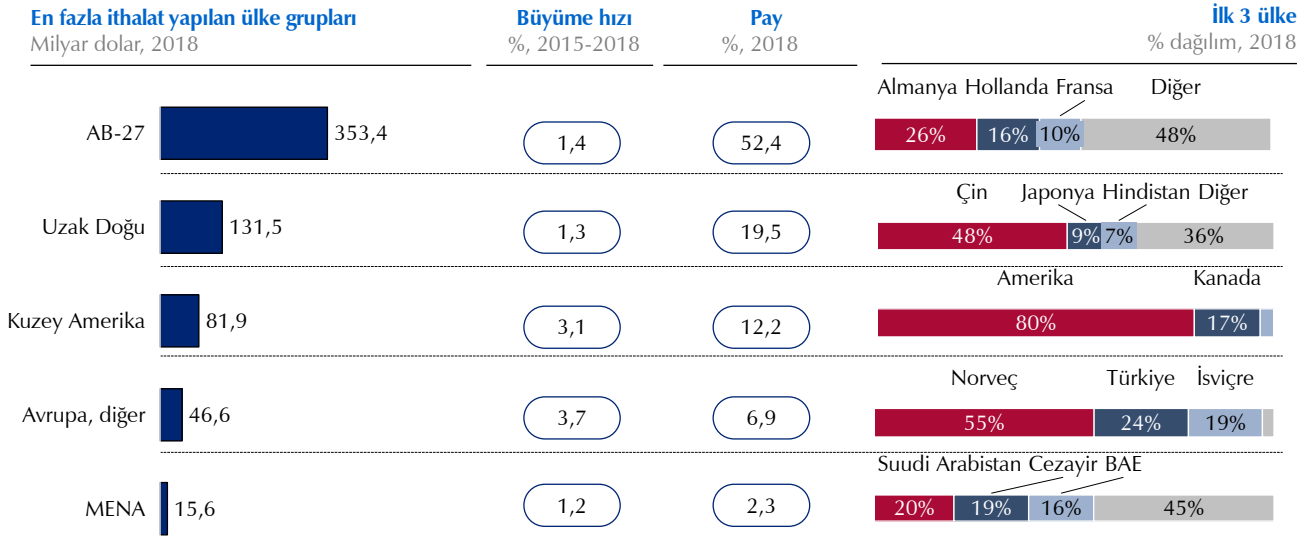 En fazla ithalat yapılan ülke grupları
Milyar dolar, 2018
Büyüme hızı
%, 2015-2018
Pay
%, 2018
İlk 3 ülke
% dağılım, 2018
Almanya Hollanda Fransa Diğer
AB-27 353,4 1,4 52,4 26% 16% 10% 48%
Çin Japonya Hindistan Diğer
Uzak Doğu 131,5 1,3 19,5 48% 9% 7% 36%
Amerika Kanada
Kuzey Amerika 81,9 3,1 12,2 80% 17%
Norveç Türkiye İsviçre
Avrupa, diğer 46,6 3,7 6,9 55% 24% 19%
Suudi Arabistan Cezayir BAE
MENA 15,6 1,2 2,3 20% 19% 16% 45%